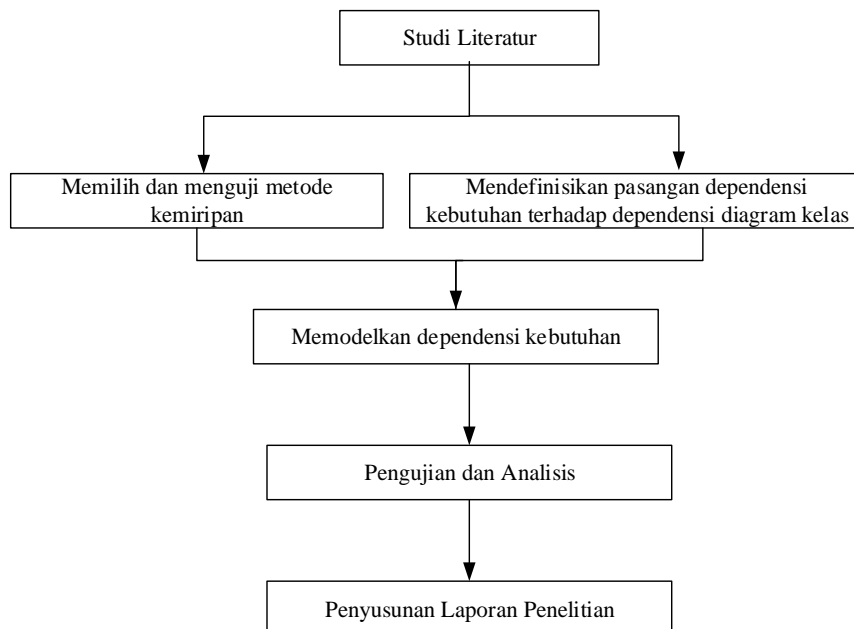 Studi Literatur
Memilih dan menguji metode
kemiripan
Mendefinisikan pasangan dependensi
kebutuhan terhadap dependensi diagram kelas
Memodelkan dependensi kebutuhan
Pengujian dan Analisis
Penyusunan Laporan Penelitian